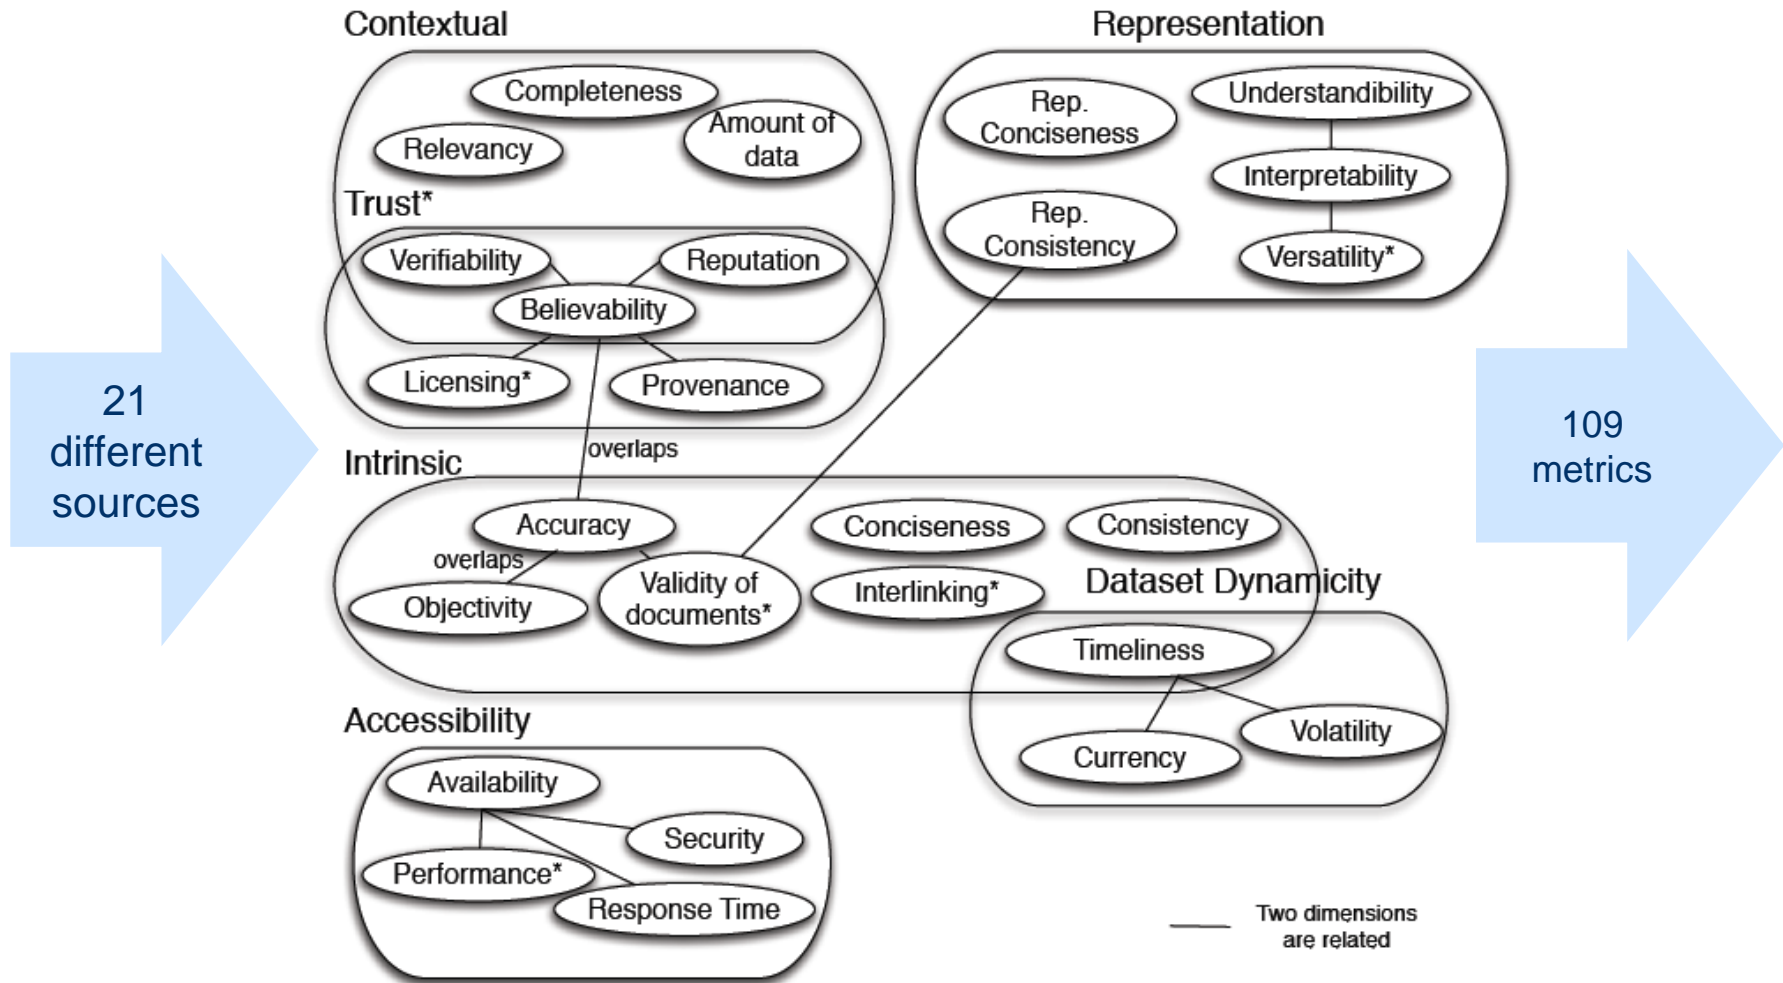 Contextual
Completeness
Amount of
data
Relevancy
Trust*
Verifiability
Reputation
Believability
Licensing*
Provenance
Representation
Rep.
Conciseness
Understandibility
Interpretability
Rep.
Consistency
Versatility*
21
different
sources
109
metrics
overlaps
Intrinsic
Accuracy
overlaps
Objectivity
Validity of
documents*
Conciseness
Consistency
Interlinking*
Dataset Dynamicity
Timeliness
Currency
Volatility
Accessibility
Availability
Security
Performance*
Response Time
Two dimensions
are related